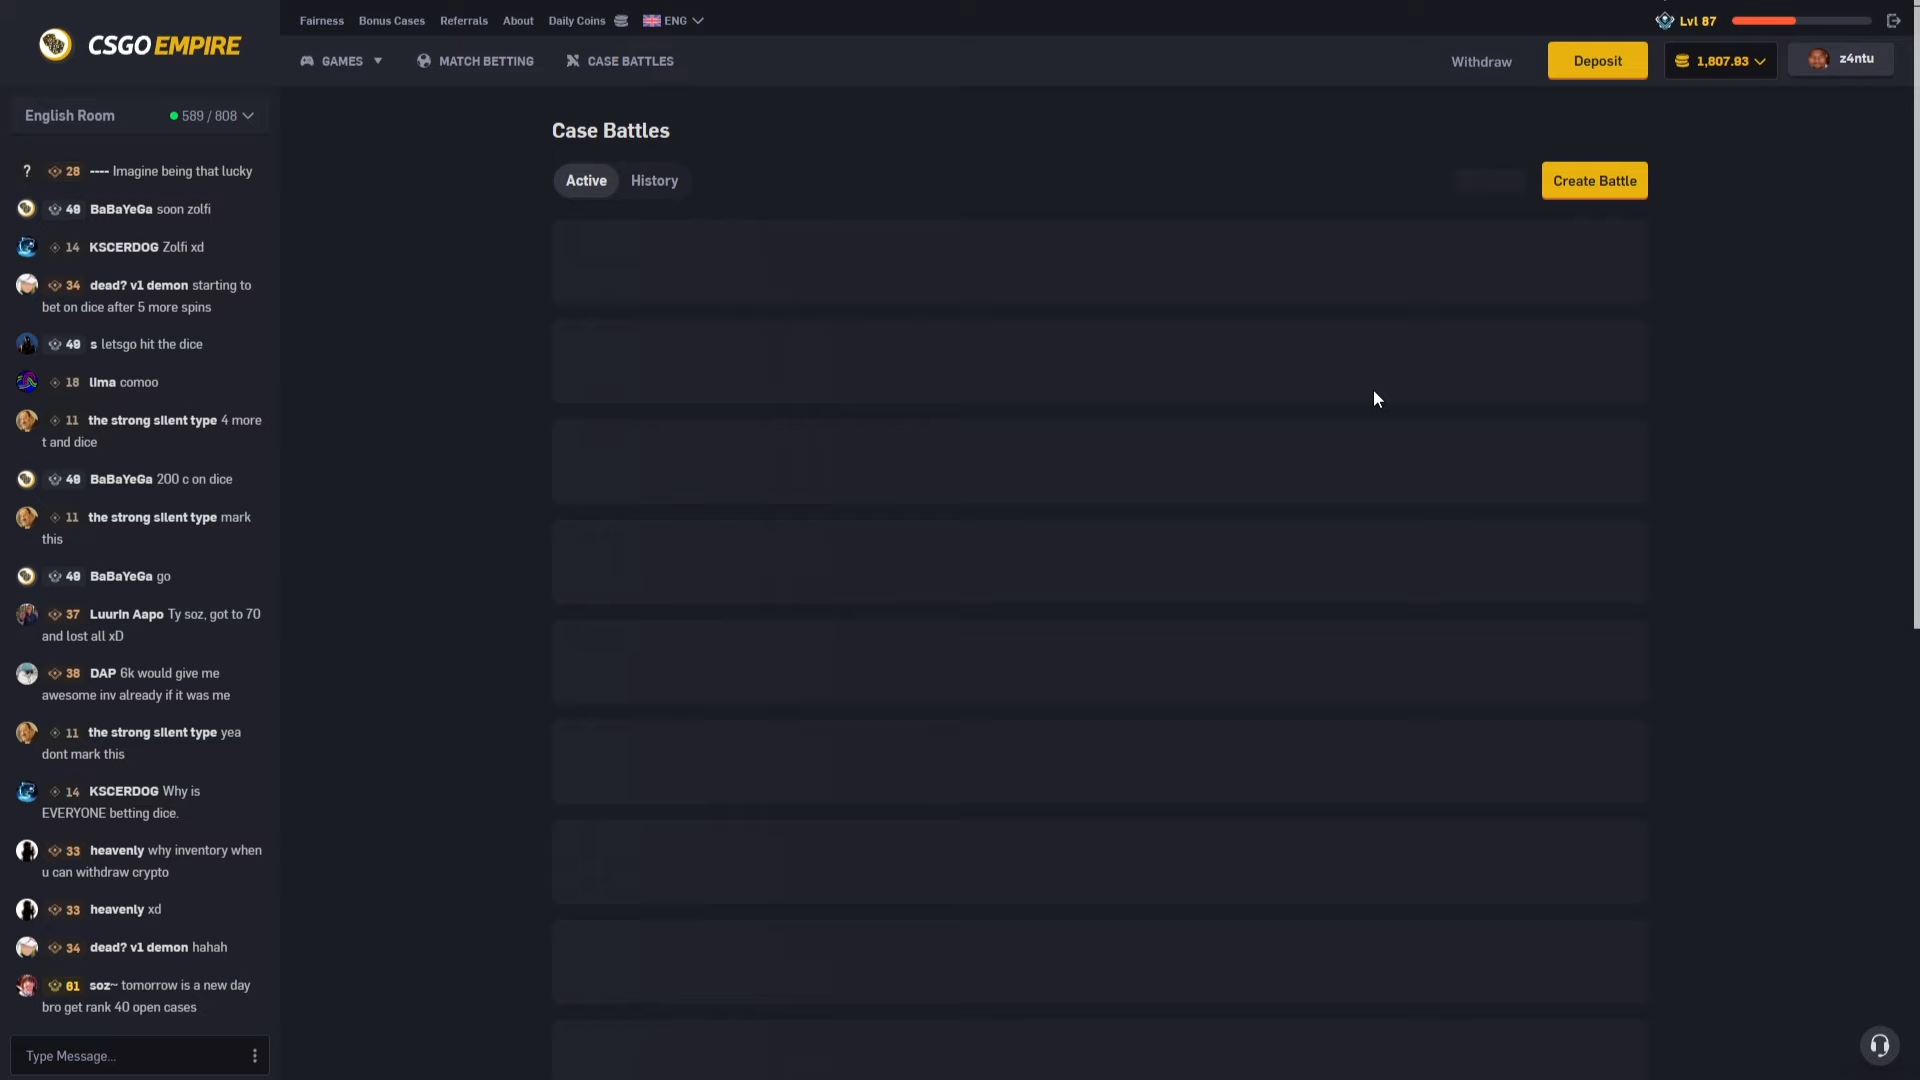 Fairness Bonus Cases Referrals About Daily Coins ENG
Lvl 87
CSGOEMPIRE
GAMES MATCH BETTING CASE BATTLES
Withdraw Deposit 1,807.93 z4ntu
English Room 589 / 808
Case Battles
Active History
Create Battle
? 28 ---- Imagine being that lucky
49 BaBaYeGa soon zolfi
14 KSCERDOG Zolfi xd
34 dead? v1 demon starting to
bet on dice after 5 more spins
49 s letsgo hit the dice
18 lIma comoo
11 the strong sIlent type 4 more
t and dice
49 BaBaYeGa 200 c on dice
11 the strong sIlent type mark
this
49 BaBaYeGa go
37 LuurIn Aapo Ty soz, got to 70
and lost all xD
38 DAP 6k would give me
awesome inv already if it was me
11 the strong sIlent type yea
dont mark this
14 KSCERDOG Why is
EVERYONE betting dice.
33 heavenly why inventory when
u can withdraw crypto
33 heavenly xd
34 dead? v1 demon hahah
61 soz~ tomorrow is a new day
bro get rank 40 open cases
Type Message...